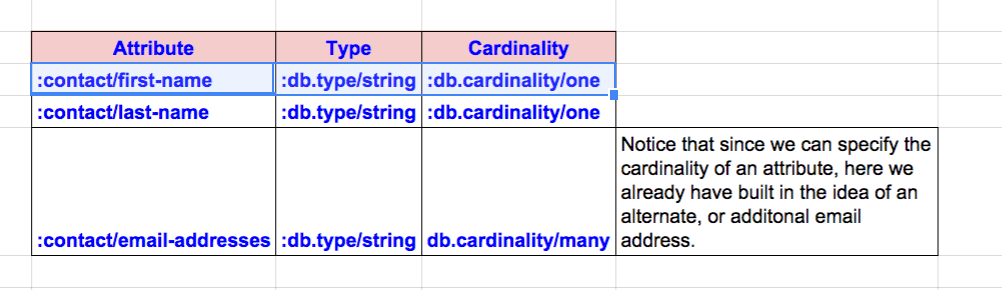 Attribute Type Cardinality
:contact/first-name :db.type/string :db.cardinality/one
:contact/last-name :db.type/string :db.cardinality/one
Notice that since we can specify the
cardinality of an attribute, here we
already have built in the idea of an
alternate, or additonal email
:contact/email-addresses :db.type/string db.cardinality/many address.